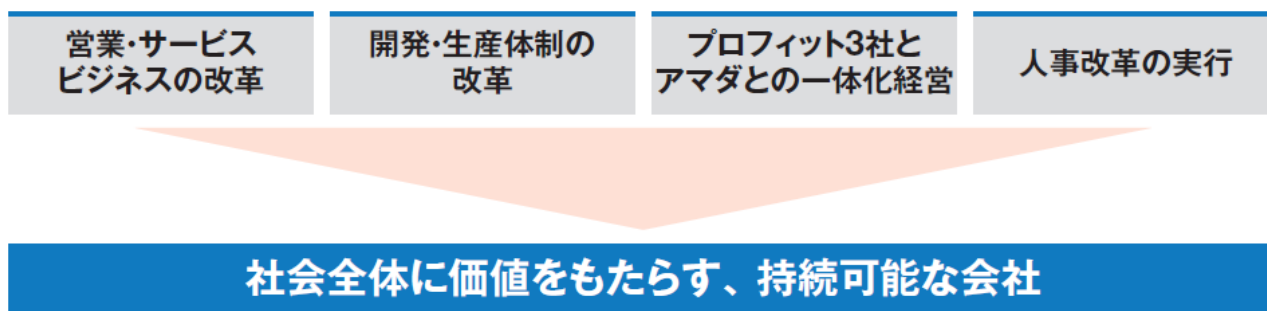 営業・サービス
ビジネスの改革
開発・生産体制の
改革
プロフィット3社と
アマダとの一体化経営
人事改革の実行
社会全体に価値をもたらす、持続可能な会社